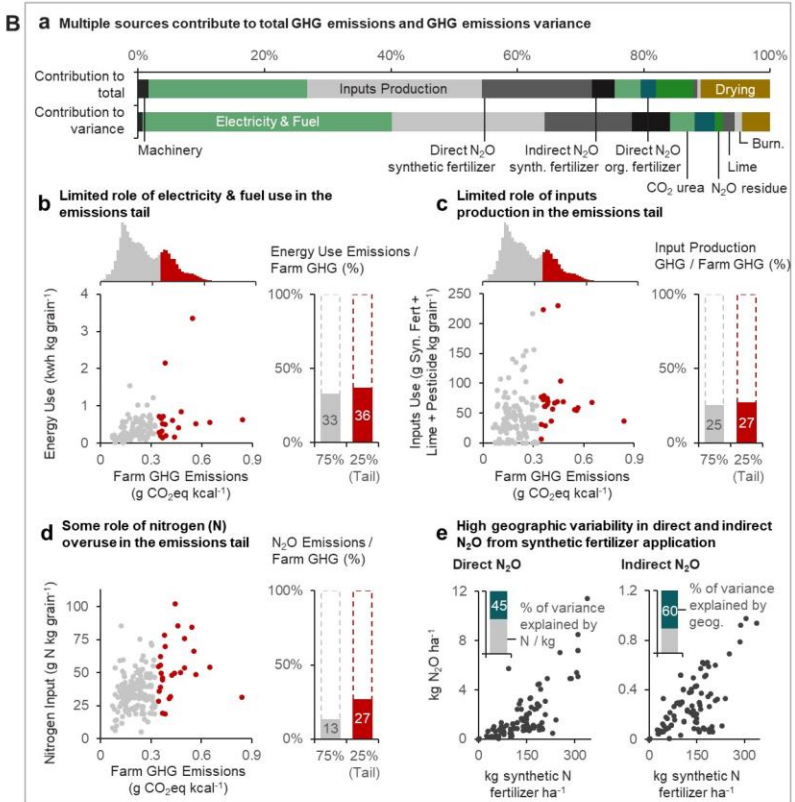 B
a Multiple sources contribute to total GHG emissions and GHG emissions variance
0% 20% 40% 60% 80% 100%
Contribution to
total
Inputs Production
Drying
Contribution to
variance
Electricity & Fuel
Machinery
Direct N₂O
synthetic fertilizer
Indirect N₂O
synth. fertilizer
Direct N₂O
org. fertilizer
CO₂ urea
N₂O residue
Lime
Burn.
b Limited role of electricity & fuel use in the
emissions tail
Energy Use Emissions /
Farm GHG (%)
Energy Use (kwh kg grain⁻¹)
4
3
2
1
0
0 0.3 0.6 0.9
Farm GHG Emissions
(g CO₂eq kcal⁻¹)
100%
50%
0%
33
36
75% 25%
(Tail)
c Limited role of inputs
production in the emissions tail
Input Production
GHG / Farm GHG (%)
Inputs Use (g Syn. Fert +
Lime + Pesticide kg grain⁻¹)
250
200
150
100
50
0
0 0.3 0.6 0.9
Farm GHG Emissions
(g CO₂eq kcal⁻¹)
100%
50%
0%
25
27
75% 25%
(Tail)
d Some role of nitrogen (N)
overuse in the emissions tail
N₂O Emissions /
Farm GHG (%)
Nitrogen Input (g N kg grain⁻¹)
100
75
50
25
0
0 0.3 0.6 0.9
Farm GHG Emissions
(g CO₂eq kcal⁻¹)
100%
50%
0%
13
27
75% 25%
(Tail)
e High geographic variability in direct and indirect
N₂O from synthetic fertilizer application
Direct N₂O
kg N₂O ha⁻¹
12
8
4
0
45
% of variance
explained by
N / kg
0 150 300
kg synthetic N
fertilizer ha⁻¹
Indirect N₂O
1.2
0.8
0.4
0
60
% of variance
explained by
geog.
0 150 300
kg synthetic N
fertilizer ha⁻¹